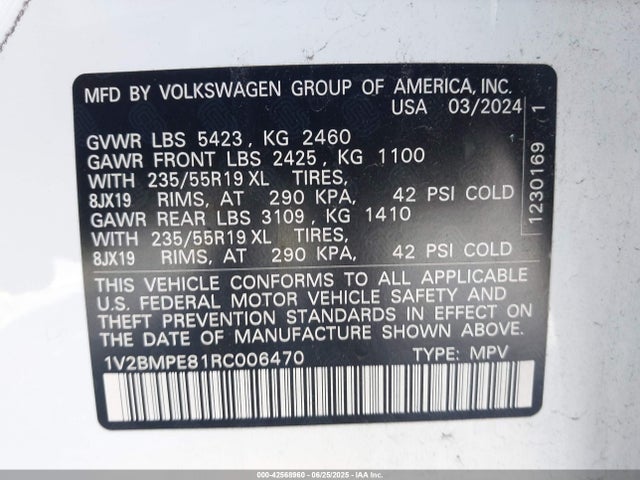 MFD BY VOLKSWAGEN GROUP OF AMERICA, INC.
USA 03/2024
GVWR LBS 5423 , KG 2460
GAWR FRONT LBS 2425 , KG 1100
WITH 235/55R19 XL TIRES,
8JX19 RIMS, AT 290 KPA, 42 PSI COLD
GAWR REAR LBS 3109 , KG 1410
WITH 235/55R19 XL TIRES,
8JX19 RIMS, AT 290 KPA, 42 PSI COLD
THIS VEHICLE CONFORMS TO ALL APPLICABLE
U.S. FEDERAL MOTOR VEHICLE SAFETY AND
THEFT PREVENTION STANDARDS IN EFFECT ON
THE DATE OF MANUFACTURE SHOWN ABOVE.
1V2BMPE81RC006470 TYPE: MPV
1230169 1
000-42568960 - 06/25/2025 - IAA Inc.